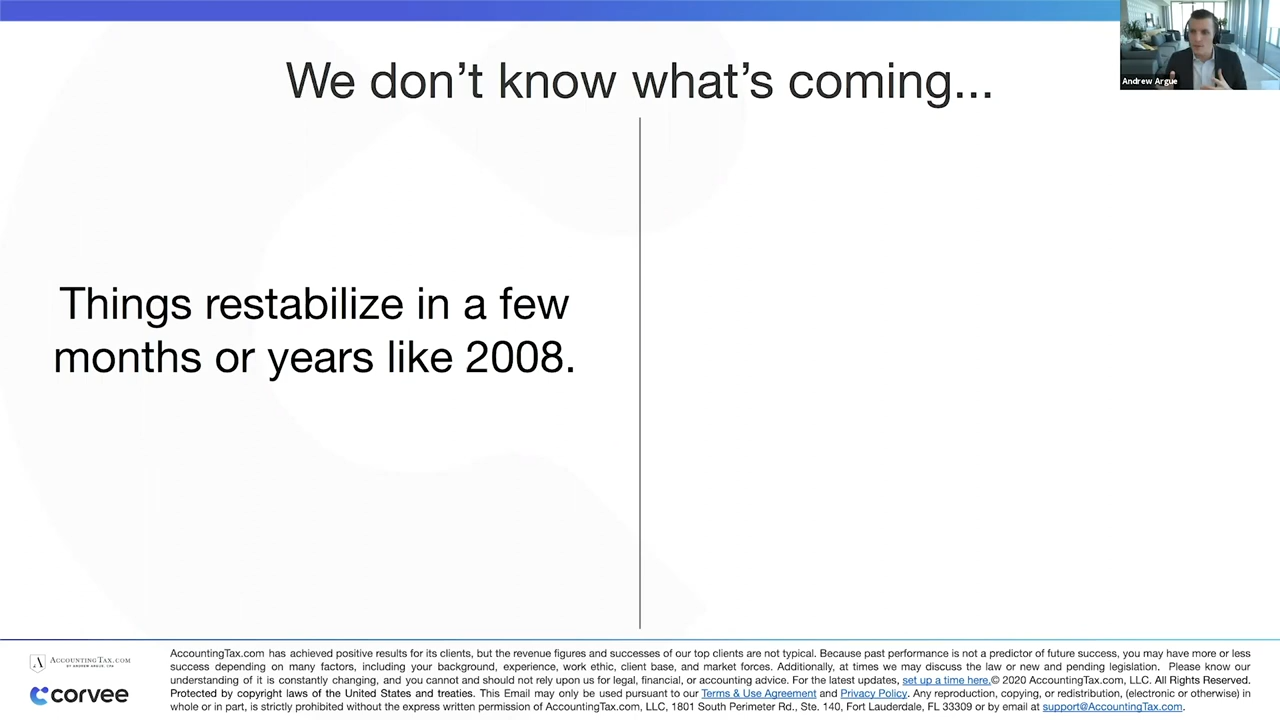 We don’t know what’s coming...
Andrew Argue
Things restabilize in a few
months or years like 2008.
A
ACCOUNTINGTAX.COM
BY ANDREW ARGUE, CPA
corvee
AccountingTax.com has achieved positive results for its clients, but the revenue figures and successes of our top clients are not typical. Because past performance is not a predictor of future success, you may have more or less
success depending on many factors, including your background, experience, work ethic, client base, and market forces. Additionally, at times we may discuss the law or new and pending legislation. Please know our
understanding of it is constantly changing, and you cannot and should not rely upon us for legal, financial, or accounting advice. For the latest updates, set up a time here.© 2020 AccountingTax.com, LLC. All Rights Reserved.
Protected by copyright laws of the United States and treaties. This Email may only be used pursuant to our Terms & Use Agreement and Privacy Policy. Any reproduction, copying, or redistribution, (electronic or otherwise) in
whole or in part, is strictly prohibited without the express written permission of AccountingTax.com, LLC, 1801 South Perimeter Rd., Ste. 140, Fort Lauderdale, FL 33309 or by email at support@AccountingTax.com.